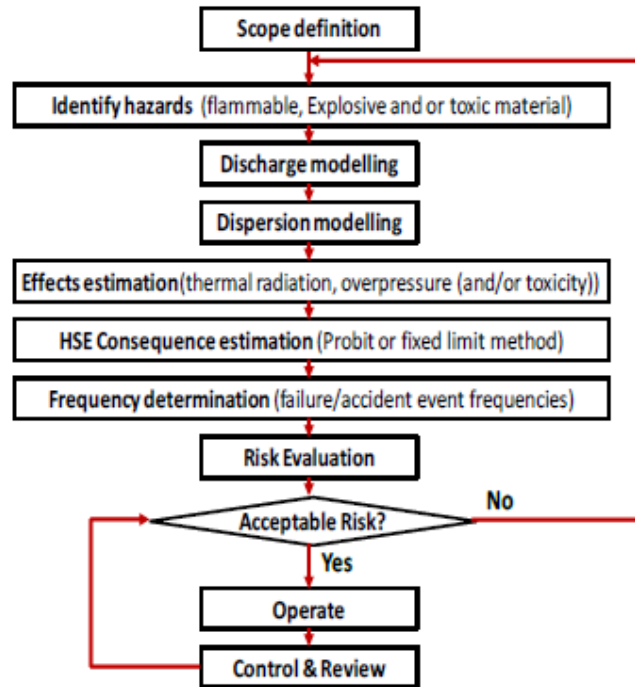 Scope definition
Identify hazards (flammable, Explosive and or toxic material)
Discharge modelling
Dispersion modelling
Effects estimation(thermal radiation, overpressure (and/or toxicity))
HSE Consequence estimation (Probit or fixed limit method)
Frequency determination (failure/accident event frequencies)
Risk Evaluation
Acceptable Risk?
No
Yes
Operate
Control & Review